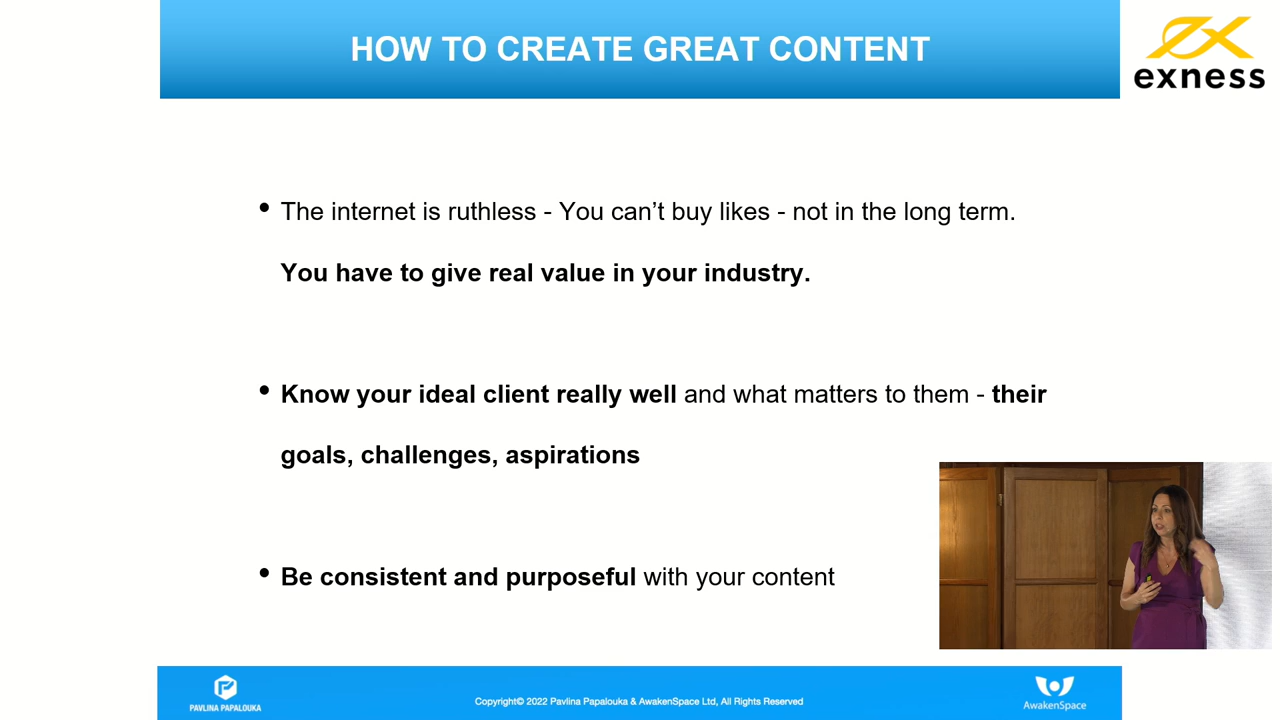 HOW TO CREATE GREAT CONTENT
exness
• The internet is ruthless - You can’t buy likes - not in the long term.
You have to give real value in your industry.
• Know your ideal client really well and what matters to them - their
goals, challenges, aspirations
• Be consistent and purposeful with your content
PAVLINA PAPALOUKA
Copyright© 2022 Pavlina Papalouka & AwakenSpace Ltd, All Rights Reserved
AwakenSpace